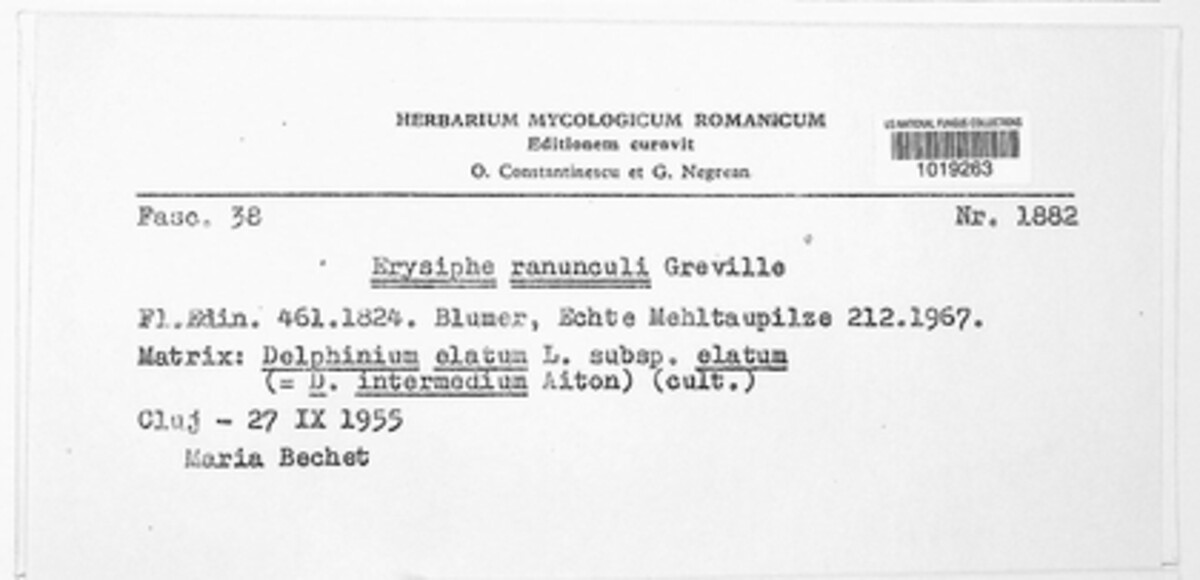 HERBARIUM MYCOLOGICUM ROMANICUM
Editionem curavit
O. Constantinescu et G. Negrean
U.S. NATIONAL FUNGUS COLLECTIONS
1019263
Fasc. 38
Nr. 1882
Erysiphe ranunculi Greville
Fl.Edin. 461.1824. Blumer, Echte Mehltaupilze 212.1967.
Matrix: Delphinium elatum L. subsp. elatum
(= D. intermedium Aiton) (cult.)
Cluj - 27 IX 1955
Maria Bechet